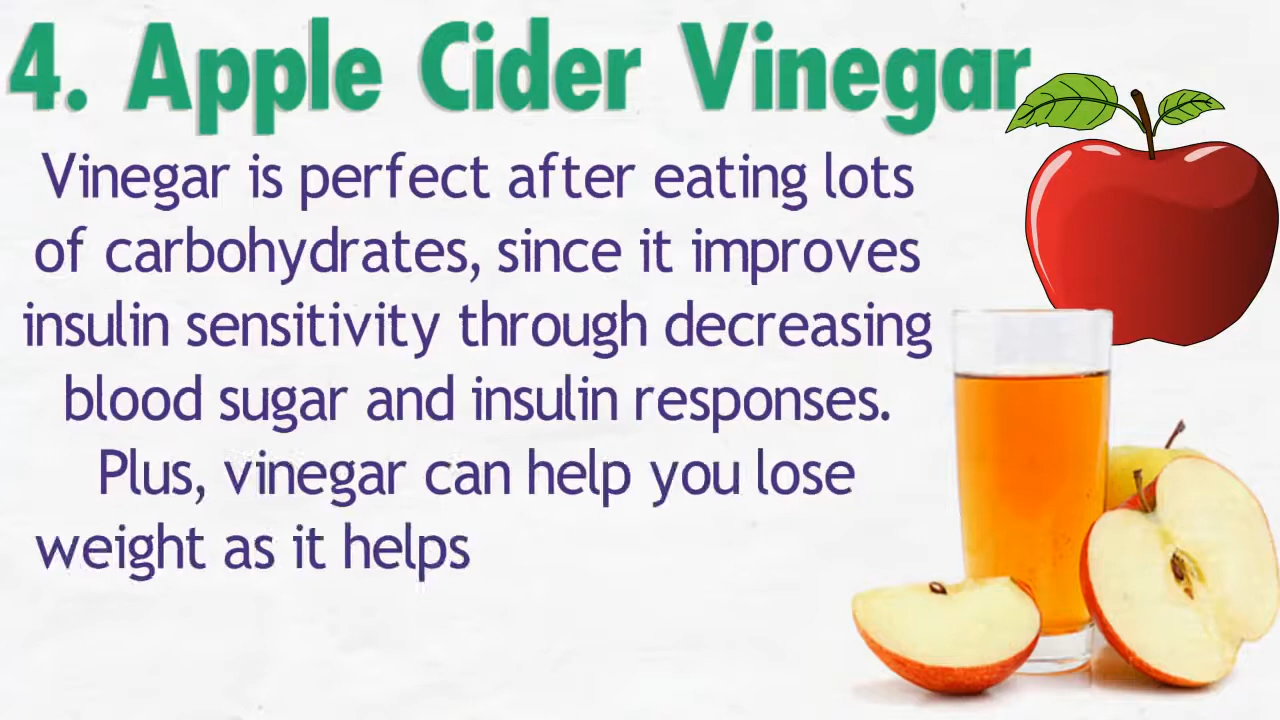 4. Apple Cider Vinegar
Vinegar is perfect after eating lots
of carbohydrates, since it improves
insulin sensitivity through decreasing
blood sugar and insulin responses.
Plus, vinegar can help you lose
weight as it helps